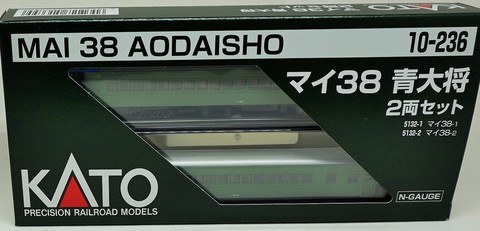 KATO
MAI 38 AODAISHO
10-236
マイ38 青大将
2両セット
5132-1 マイ38-1
5132-2 マイ38-2
KATO
PRECISION RAILROAD MODELS
N-GAUGE